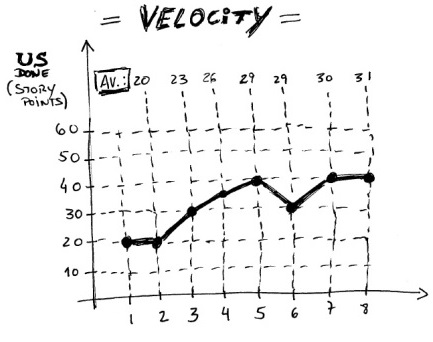 = VELOCITY =
US
DONE
(STORY
POINTS)
AV.: 20 23 26 29 29 30 31
60
50
40
30
20
10
1 2 3 4 5 6 7 8